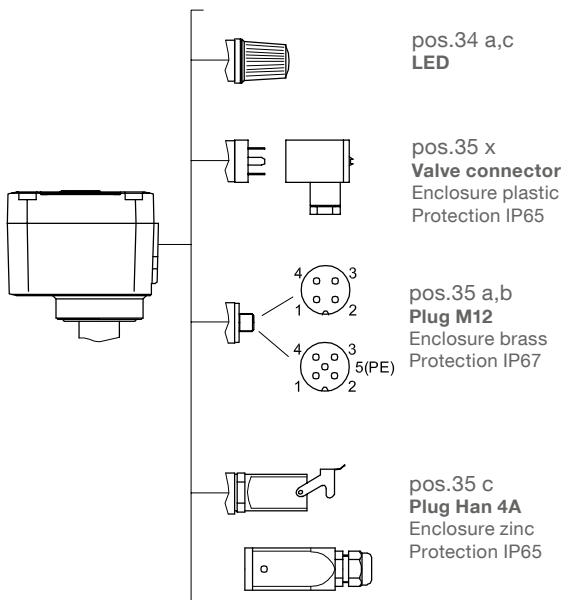 pos.34 a,c
LED
pos.35 x
Valve connector
Enclosure plastic
Protection IP65
4 3
1 2
pos.35 a,b
Plug M12
Enclosure brass
Protection IP67
4 3
5(PE)
1 2
pos.35 c
Plug Han 4A
Enclosure zinc
Protection IP65